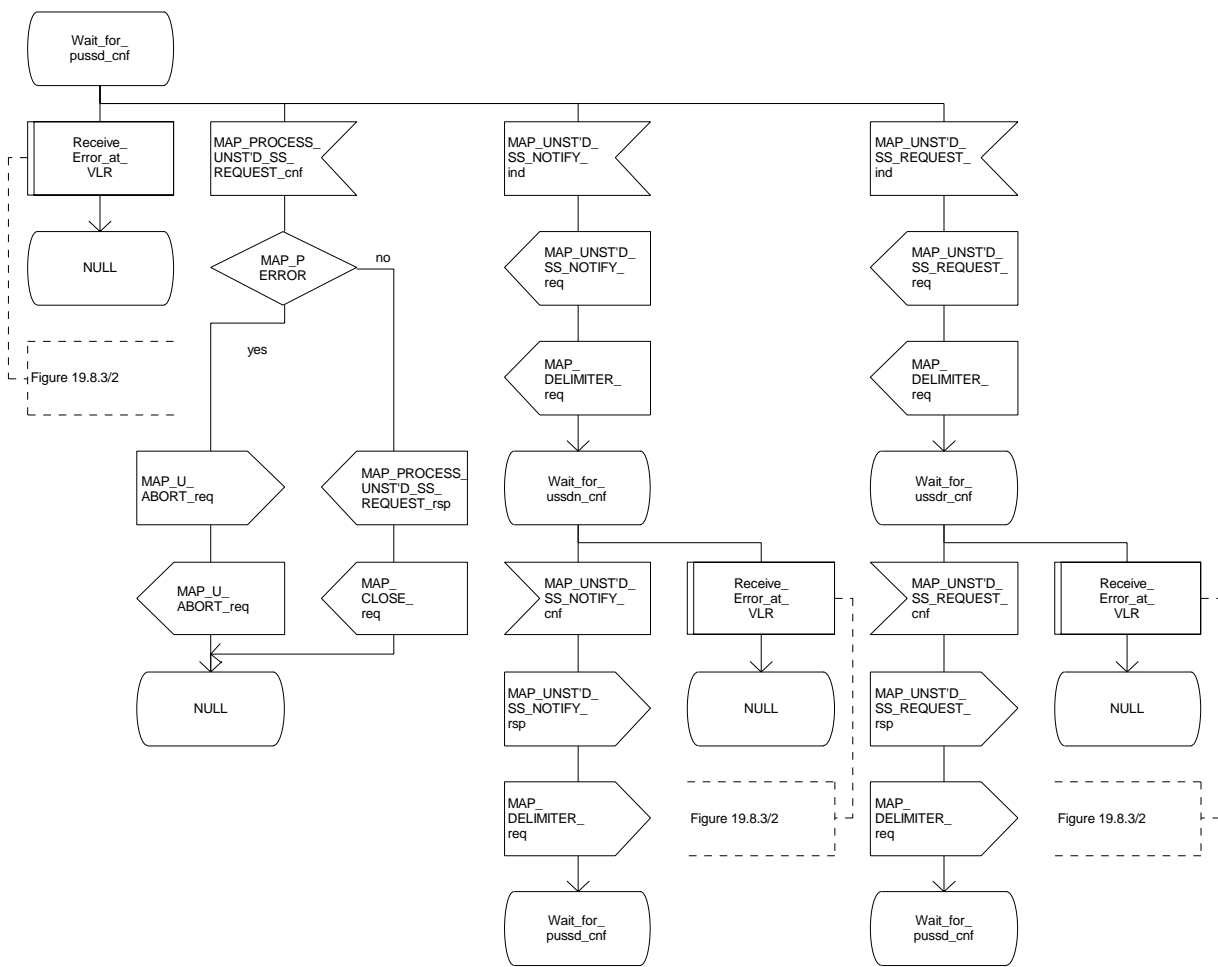 Wait_for_
pussd_cnf
Receive_
Error_at_
VLR
MAP_PROCESS_
UNST'D_SS_
REQUEST_cnf
MAP_UNST'D_
SS_NOTIFY_
ind
MAP_UNST'D_
SS_REQUEST_
ind
NULL
MAP_P
ERROR
no
MAP_UNST'D_
SS_NOTIFY_
req
MAP_UNST'D_
SS_REQUEST_
req
yes
Figure 19.8.3/2
MAP_
DELIMITER_
req
MAP_
DELIMITER_
req
MAP_U_
ABORT_req
MAP_PROCESS_
UNST'D_SS_
REQUEST_rsp
Wait_for_
ussdn_cnf
Wait_for_
ussdr_cnf
MAP_U_
ABORT_req
MAP_
CLOSE_
req
MAP_UNST'D_
SS_NOTIFY_
cnf
Receive_
Error_at_
VLR
MAP_UNST'D_
SS_REQUEST_
cnf
Receive_
Error_at_
VLR
NULL
MAP_UNST'D_
SS_NOTIFY_
rsp
NULL
MAP_UNST'D_
SS_REQUEST_
rsp
NULL
MAP_
DELIMITER_
req
Figure 19.8.3/2
MAP_
DELIMITER_
req
Figure 19.8.3/2
Wait_for_
pussd_cnf
Wait_for_
pussd_cnf